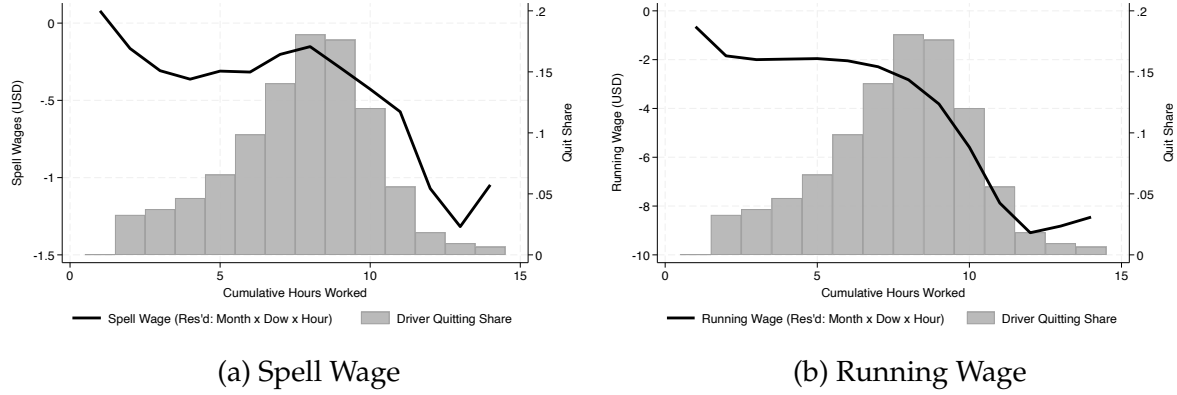 0
-.5
-1
-1.5
Spell Wages (USD)
.2
.15
.1
.05
0
Quit Share
0 5 10 15
Cumulative Hours Worked
Spell Wage (Res'd: Month x Dow x Hour) Driver Quitting Share
(a) Spell Wage
0
-2
-4
-6
-8
-10
Running Wage (USD)
.2
.15
.1
.05
0
Quit Share
0 5 10 15
Cumulative Hours Worked
Running Wage (Res'd: Month x Dow x Hour) Driver Quitting Share
(b) Running Wage